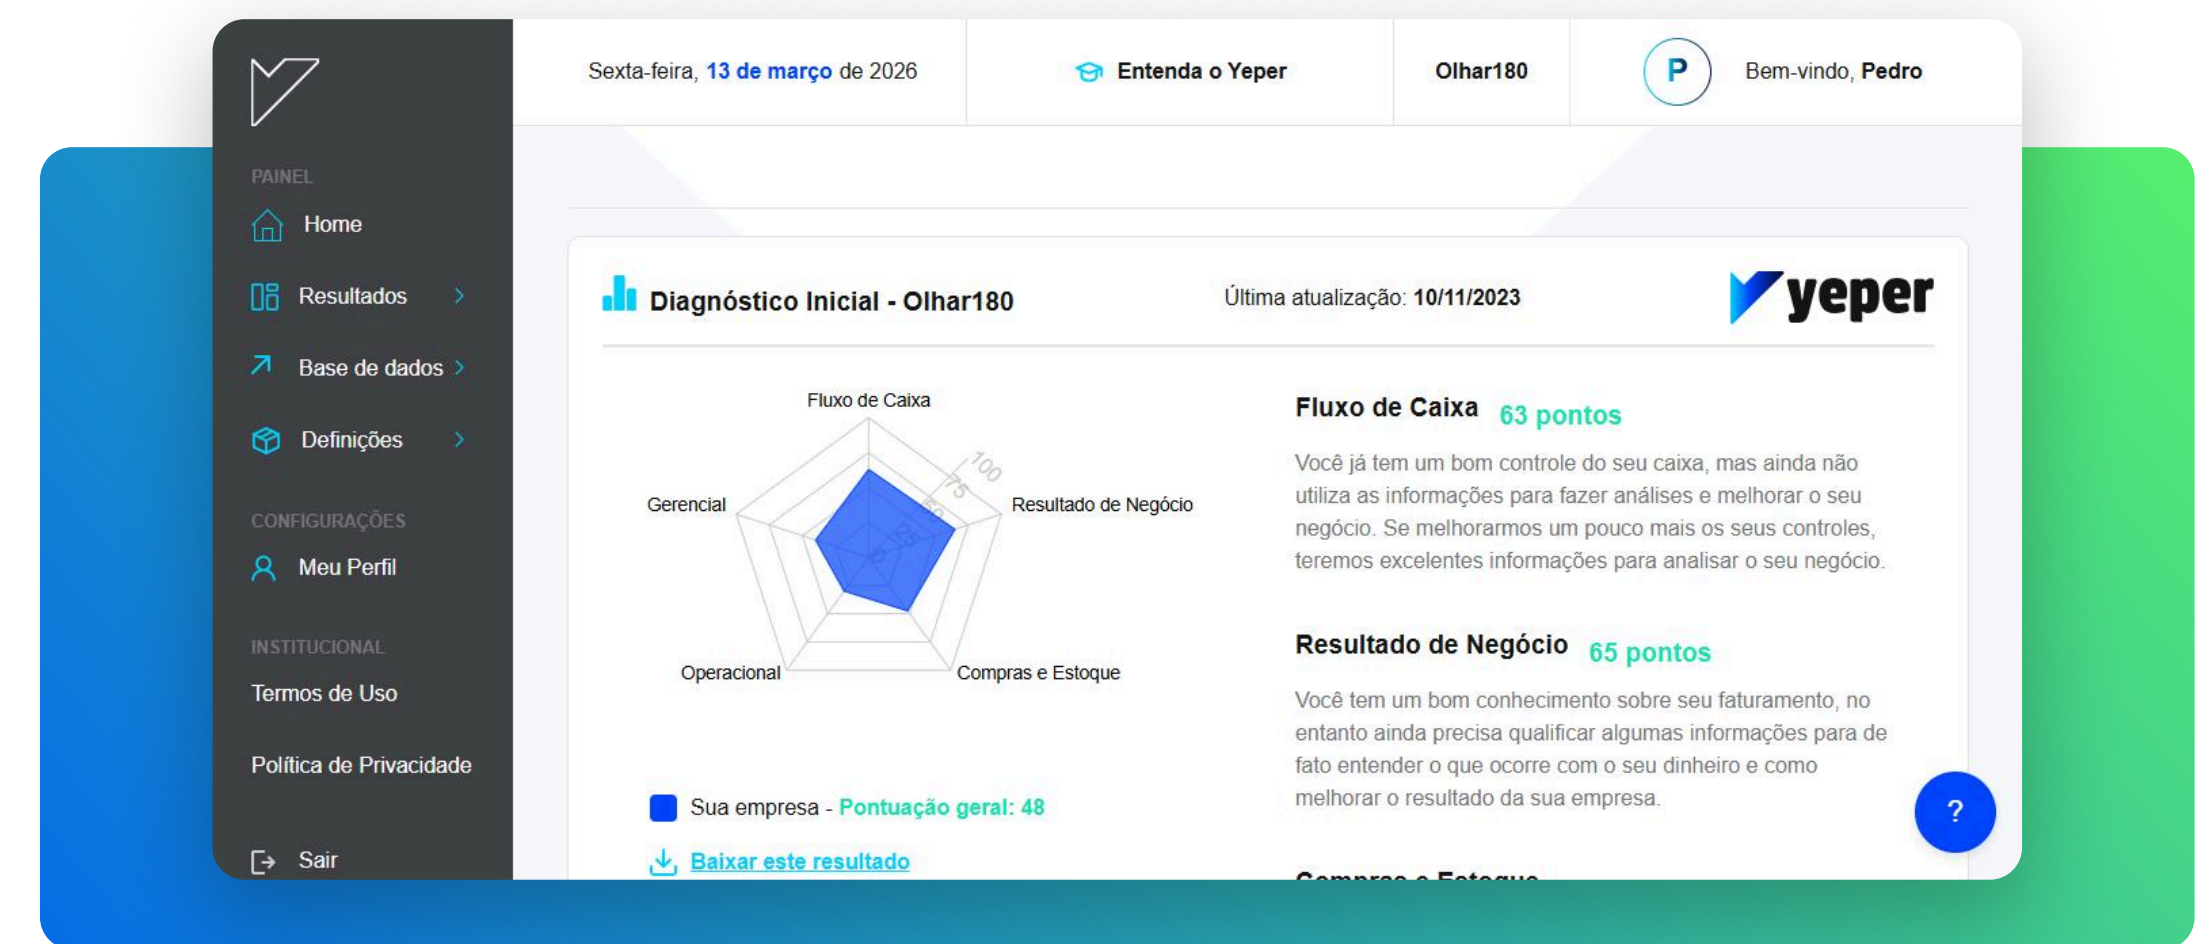 Sexta-feira, 13 de março de 2026
Entenda o Yeper
Olhar180
P
Bem-vindo, Pedro
PAINEL
Home
Resultados
Base de dados
Definições
CONFIGURAÇÕES
Meu Perfil
INSTITUCIONAL
Termos de Uso
Política de Privacidade
Sair
Diagnóstico Inicial - Olhar180
Última atualização: 10/11/2023
yeper
Fluxo de Caixa
Resultado de Negócio
Compras e Estoque
Operacional
Gerencial
100
75
50
25
0
Sua empresa - Pontuação geral: 48
Baixar este resultado
Fluxo de Caixa 63 pontos
Você já tem um bom controle do seu caixa, mas ainda não
utiliza as informações para fazer análises e melhorar o seu
negócio. Se melhorarmos um pouco mais os seus controles,
teremos excelentes informações para analisar o seu negócio.
Resultado de Negócio 65 pontos
Você tem um bom conhecimento sobre seu faturamento, no
entanto ainda precisa qualificar algumas informações para de
fato entender o que ocorre com o seu dinheiro e como
melhorar o resultado da sua empresa.
Compras e Estoque
?